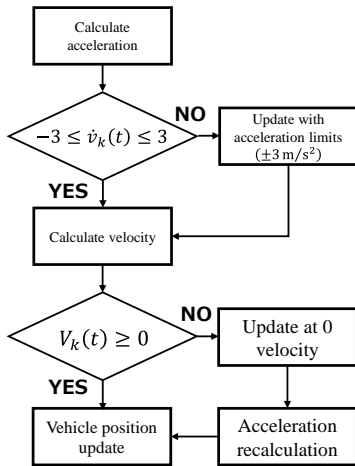 Calculate
acceleration
NO
−3 ≤ v̇ₖ(t) ≤ 3
Update with
acceleration limits
(±3 m/s²)
YES
Calculate velocity
NO
Vₖ(t) ≥ 0
Update at 0
velocity
YES
Vehicle position
update
Acceleration
recalculation